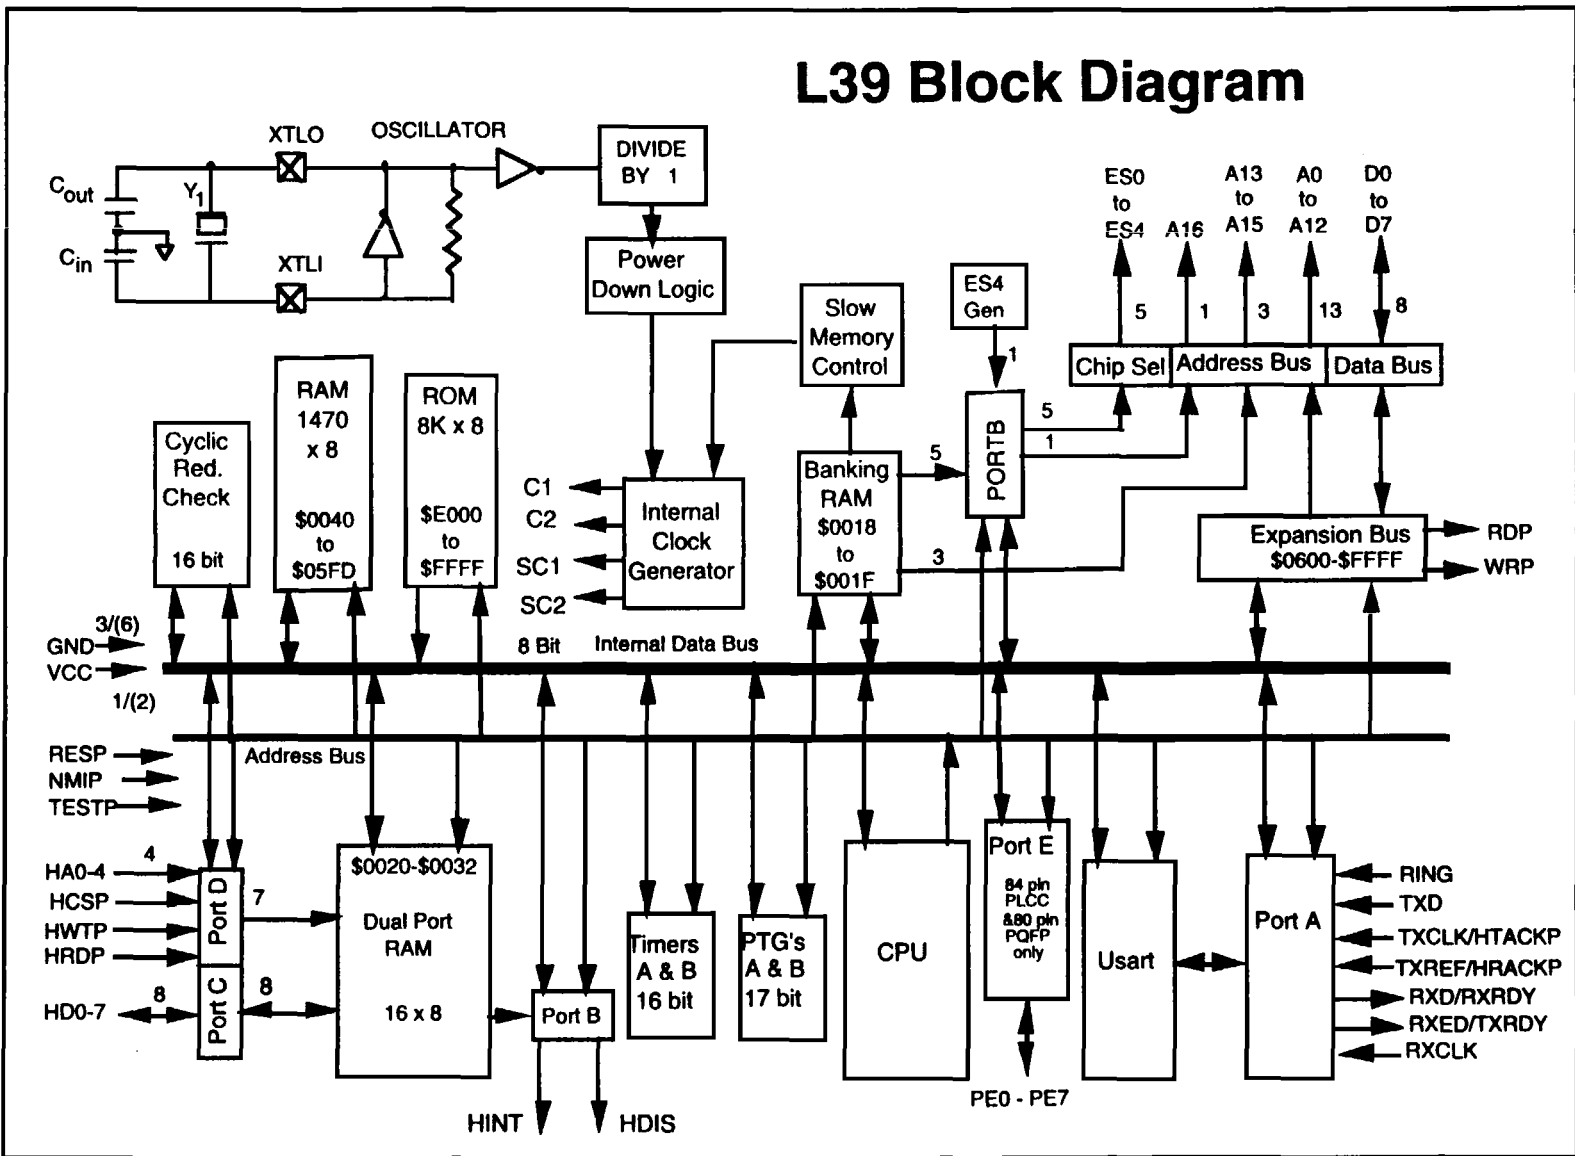 L39 Block Diagram
XTLO
OSCILLATOR
DIVIDE
BY 1
Cout
Y1
Cin
XTLI
Power
Down Logic
ES0
to
ES4
A16
A13
to
A15
A0
to
A12
D0
to
D7
5
1
3
13
8
ES4
Gen
1
Slow
Memory
Control
Chip Sel
Address Bus
Data Bus
RAM
1470
x 8
$0040
to
$05FD
ROM
8K x 8
$E000
to
$FFFF
Cyclic
Red.
Check
16 bit
C1
C2
SC1
SC2
Internal
Clock
Generator
Banking
RAM
$0018
to
$001F
5
3
PORTB
5
1
Expansion Bus
$0600-$FFFF
RDP
WRP
3/(6)
GND
VCC
1/(2)
8 Bit
Internal Data Bus
RESP
NMIP
TESTP
Address Bus
HA0-4
4
HCSP
HWTP
HRDP
HD0-7
8
Port D
Port C
7
8
$0020-$0032
Dual Port
RAM
16 x 8
Port B
HINT
HDIS
Timers
A & B
16 bit
PTG's
A & B
17 bit
CPU
Port E
84 pin
PLCC
&80 pin
PQFP
only
PE0 - PE7
Usart
Port A
RING
TXD
TXCLK/HTACKP
TXREF/HRACKP
RXD/RXRDY
RXED/TXRDY
RXCLK